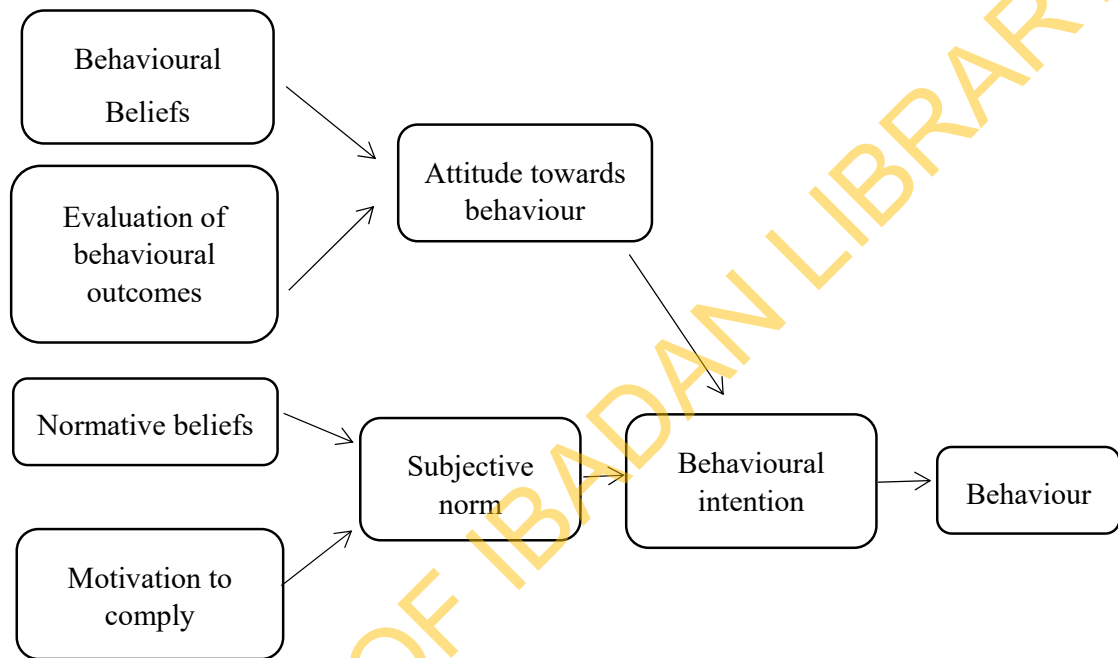 Behavioural
Beliefs
Evaluation of
behavioural
outcomes
Attitude towards
behaviour
Normative beliefs
Motivation to
comply
Subjective
norm
Behavioural
intention
Behaviour
OF IBADAN LIBRARY